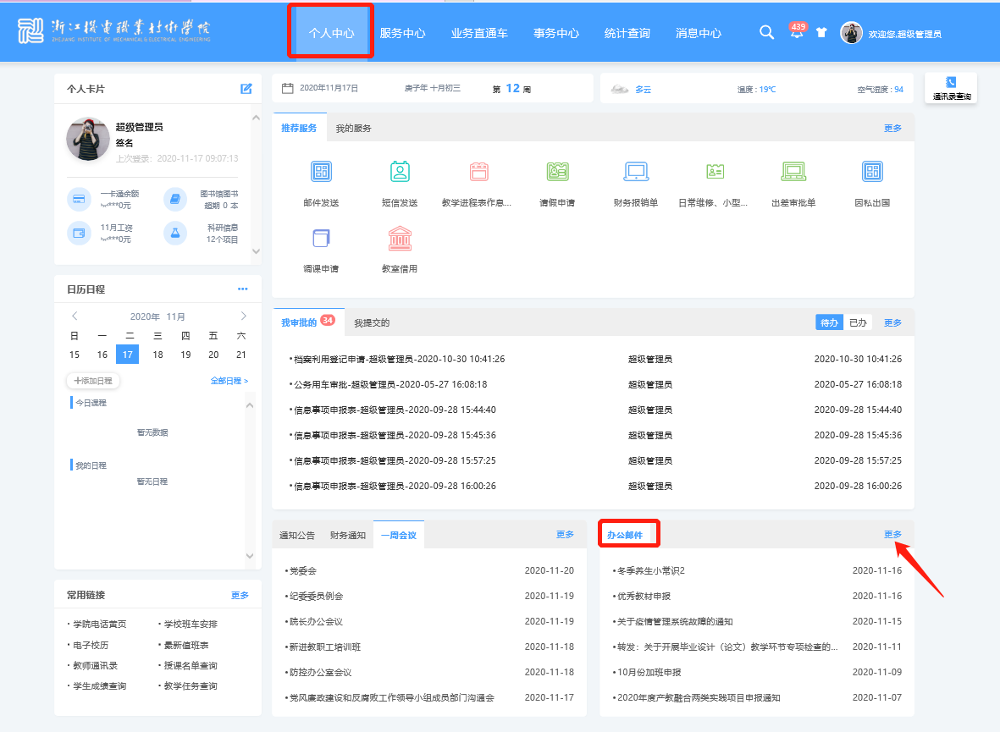 浙江機電職業技術學院
ZHEJIANG INSTITUTE OF MECHANICAL & ELECTRICAL ENGINEERING
个人中心 服务中心 业务直通车 事务中心 统计查询 消息中心 439 欢迎您,超级管理员
个人卡片
超级管理员
签名
上次登录: 2020-11-17 09:07:13
一卡通余额
***0元
图书馆图书
超期 0 本
11月工资
***0元
科研信息
12个项目
2020年11月17日 庚子年 十月初三 第 12 周
多云 温度 : 19℃ 空气湿度 : 94
通讯录查询
推荐服务 我的服务 更多
邮件发送 短信发送 教学进程表作息... 请假申请 财务报销单 日常维修、小型... 出差审批单 因私出国
调课申请 教室借用
日历日程
2020年 11月
日 一 二 三 四 五 六
15 16 17 18 19 20 21
添加日程 全部日程 >
今日课程
暂无数据
我的日程
暂无日程
我审批的 34 我提交的 待办 已办 更多
•档案利用登记申请-超级管理员-2020-10-30 10:41:26 超级管理员 2020-10-30 10:41:26
•公务用车审批-超级管理员-2020-05-27 16:08:18 超级管理员 2020-05-27 16:08:18
•信息事项申报表-超级管理员-2020-09-28 15:44:40 超级管理员 2020-09-28 15:44:40
•信息事项申报表-超级管理员-2020-09-28 15:45:36 超级管理员 2020-09-28 15:45:36
•信息事项申报表-超级管理员-2020-09-28 15:57:25 超级管理员 2020-09-28 15:57:25
•信息事项申报表-超级管理员-2020-09-28 16:00:26 超级管理员 2020-09-28 16:00:26
常用链接 更多
· 学院电话黄页 · 学校班车安排
· 电子校历 · 最新值班表
· 教师通讯录 · 授课名单查询
· 学生成绩查询 · 教学任务查询
通知公告 财务通知 一周会议 更多
•党委会 2020-11-20
•纪委委员例会 2020-11-19
•院长办公会议 2020-11-19
•新进教职工培训班 2020-11-18
•防控办公室会议 2020-11-18
•党风廉政建设和反腐败工作领导小组成员部门沟通会 2020-11-17
办公邮件 更多
•冬季养生小常识2 2020-11-16
•优秀教材申报 2020-11-16
•关于疫情管理系统故障的通知 2020-11-15
•转发：关于开展毕业设计（论文）教学环节专项检查的... 2020-11-11
•10月份加班申报 2020-11-09
•2020年度产教融合两类实践项目申报通知 2020-11-07